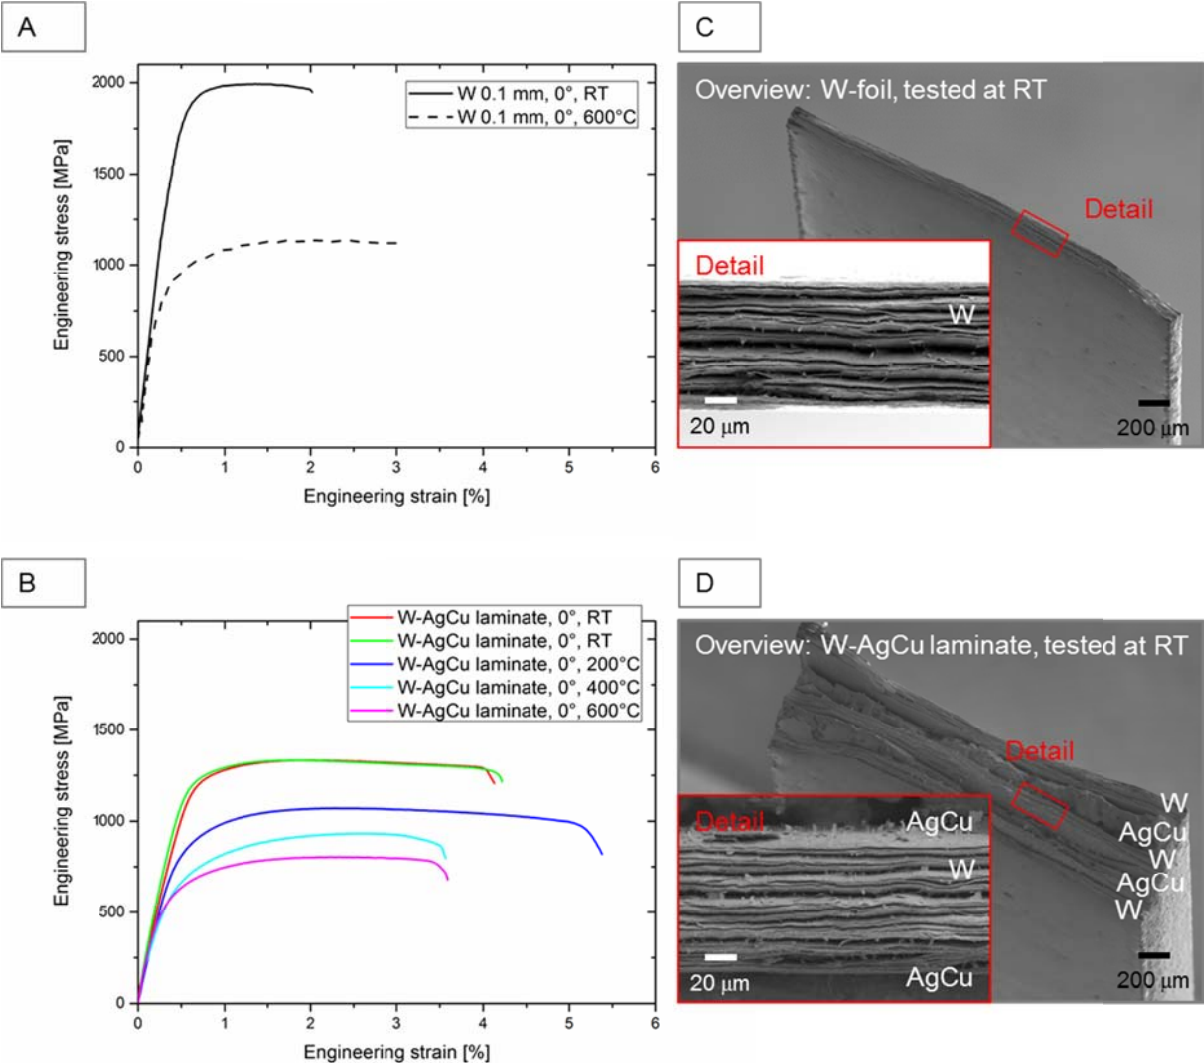 A
2000
1500
1000
500
0
Engineering stress [MPa]
W 0.1 mm, 0°, RT
W 0.1 mm, 0°, 600°C
0 1 2 3 4 5 6
Engineering strain [%]
C
Overview: W-foil, tested at RT
Detail
Detail
W
20 µm
200 µm
B
2000
1500
1000
500
0
Engineering stress [MPa]
W-AgCu laminate, 0°, RT
W-AgCu laminate, 0°, RT
W-AgCu laminate, 0°, 200°C
W-AgCu laminate, 0°, 400°C
W-AgCu laminate, 0°, 600°C
0 1 2 3 4 5 6
Engineering strain [%]
D
Overview: W-AgCu laminate, tested at RT
Detail
W
AgCu
W
AgCu
W
Detail
AgCu
W
20 µm
AgCu
200 µm